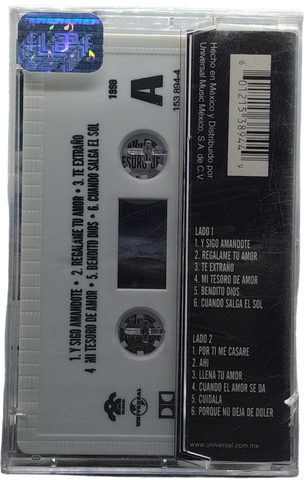 1. Y SIGO AMANDOTE • 2. REGALAME TU AMOR • 3. TE EXTRAÑO
4 MI TESORO DE AMOR • 5. BENDITO DIOS • 6. CUANDO SALGA EL SOL
1999
A
153 894-4
UNIVERSAL
Hecho en México y Distribuido por
Universal Music México, S.A. de C.V.
LADO 1
1. Y SIGO AMANDOTE
2. REGALAME TU AMOR
3. TE EXTRAÑO
4. MI TESORO DE AMOR
5. BENDITO DIOS
6. CUANDO SALGA EL SOL
LADO 2
1. POR TI ME CASARE
2. AHI
3. LLENA TU AMOR
4. CUANDO EL AMOR SE DA
5. CUIDALA
6. PORQUE NO DEJA DE DOLER
www.universal.com.mx